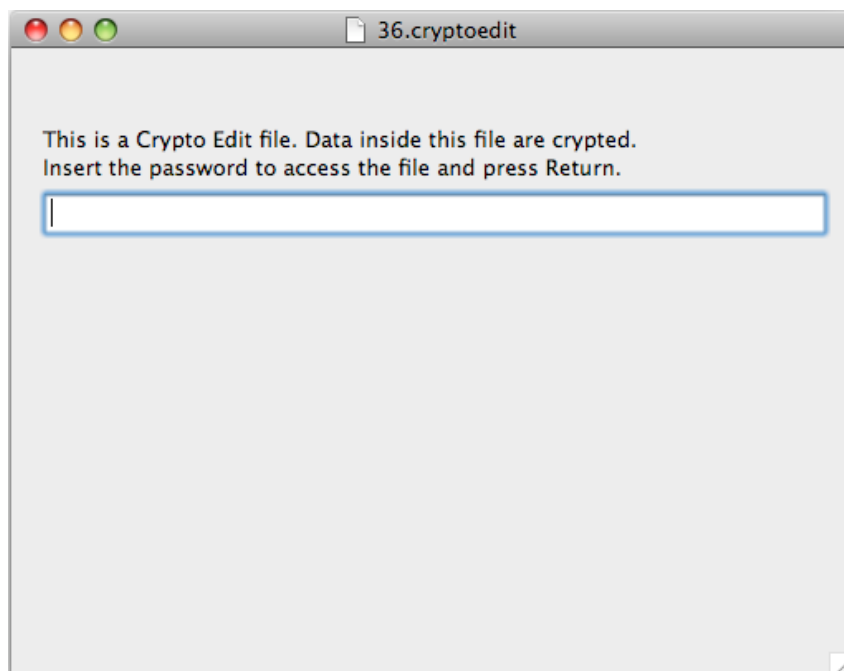 36.cryptoedit
This is a Crypto Edit file. Data inside this file are crypted.
Insert the password to access the file and press Return.